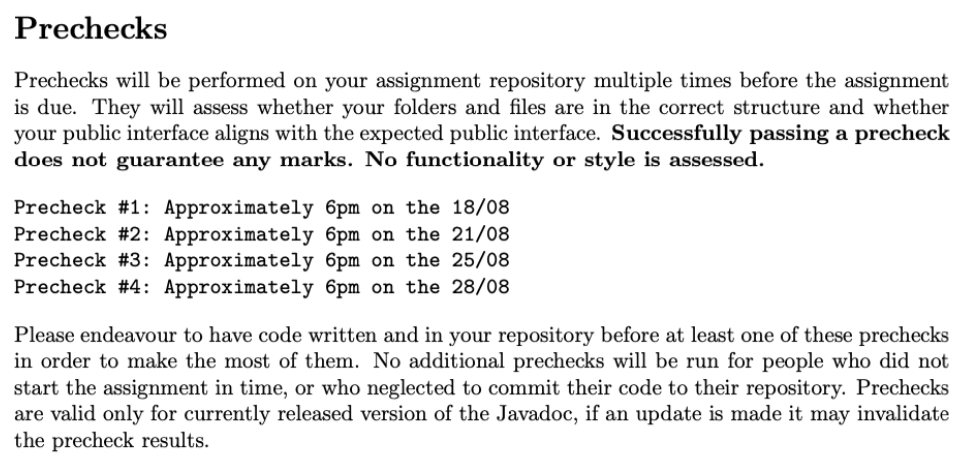 Prechecks
Prechecks will be performed on your assignment repository multiple times before the assignment
is due. They will assess whether your folders and files are in the correct structure and whether
your public interface aligns with the expected public interface. Successfully passing a precheck
does not guarantee any marks. No functionality or style is assessed.
Precheck #1: Approximately 6pm on the 18/08
Precheck #2: Approximately 6pm on the 21/08
Precheck #3: Approximately 6pm on the 25/08
Precheck #4: Approximately 6pm on the 28/08
Please endeavour to have code written and in your repository before at least one of these prechecks
in order to make the most of them. No additional prechecks will be run for people who did not
start the assignment in time, or who neglected to commit their code to their repository. Prechecks
are valid only for currently released version of the Javadoc, if an update is made it may invalidate
the precheck results.